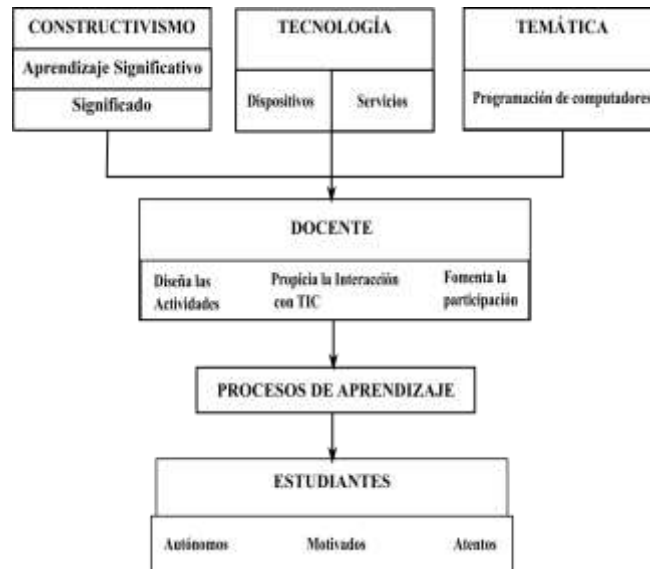 CONSTRUCTIVISMO
Aprendizaje Significativo
Significado
TECNOLOGÍA
Dispositivos
Servicios
TEMÁTICA
Programación de computadores
DOCENTE
Diseña las
Actividades
Propicia la Interacción
con TIC
Fomenta la
participación
PROCESOS DE APRENDIZAJE
ESTUDIANTES
Autónomos
Motivados
Atentos